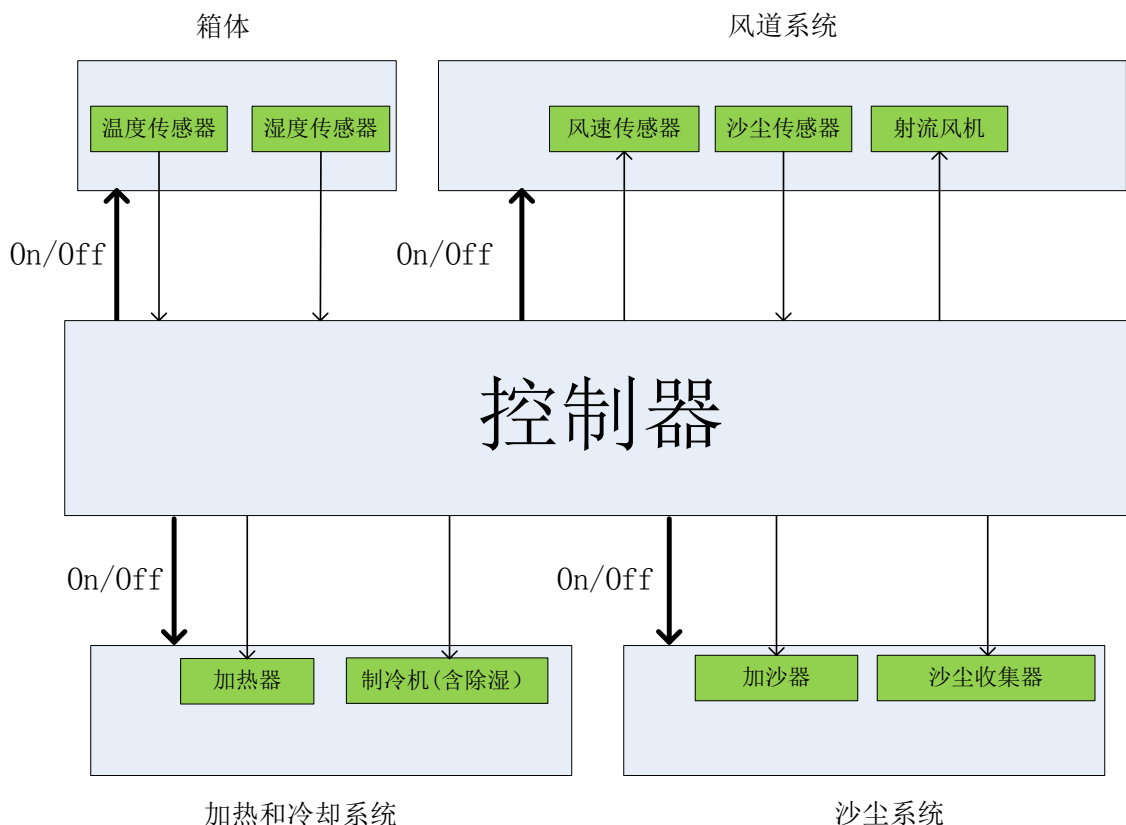 箱体
风道系统
温度传感器
湿度传感器
风速传感器
沙尘传感器
射流风机
On/Off
On/Off
控制器
On/Off
On/Off
加热器
制冷机(含除湿）
加沙器
沙尘收集器
加热和冷却系统
沙尘系统